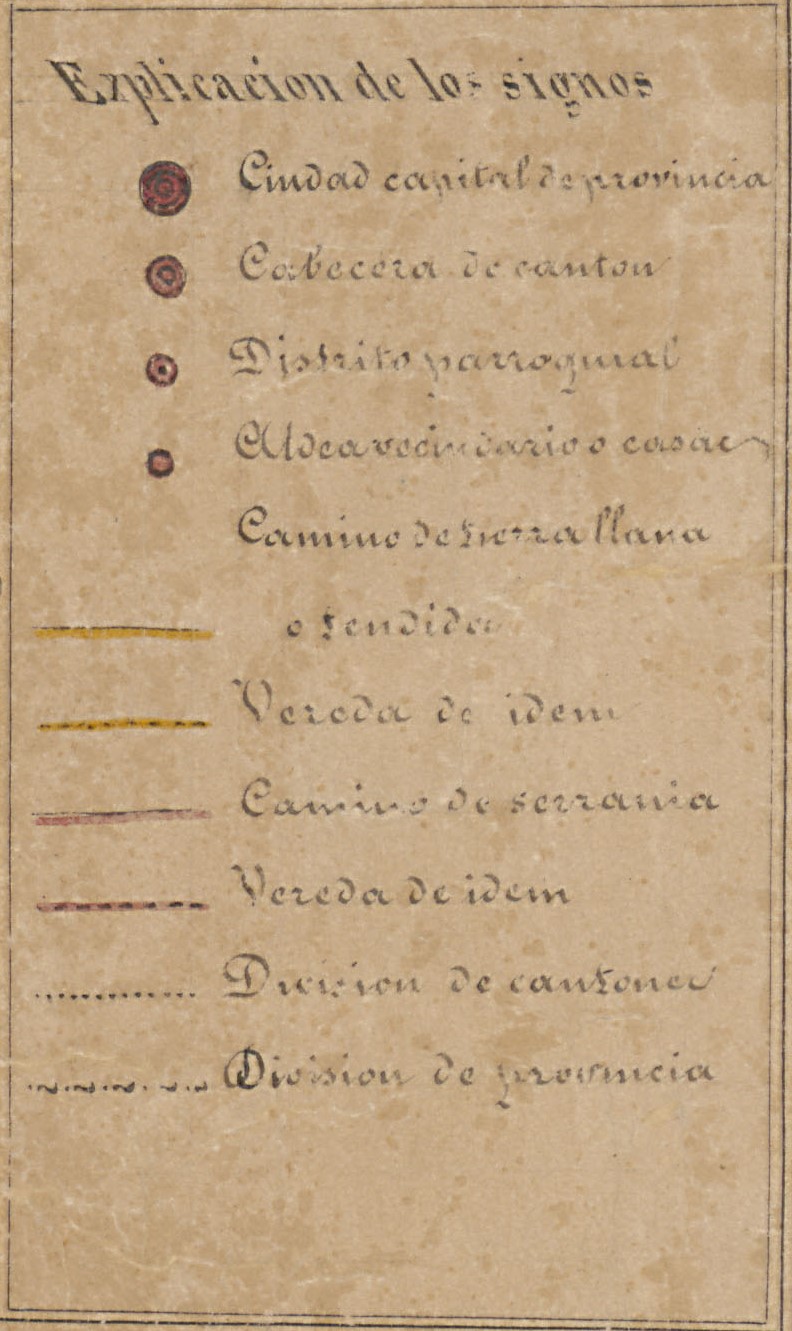 Explicacion de los signos
Ciudad capital de provincia
Cabecera de canton
Distrito parroquial
Aldea vecindario o
Camino de tierra llana
o tendida
Vereda de idem
Camino de serrania
Vereda de idem
Division de cantones
Division de provincia